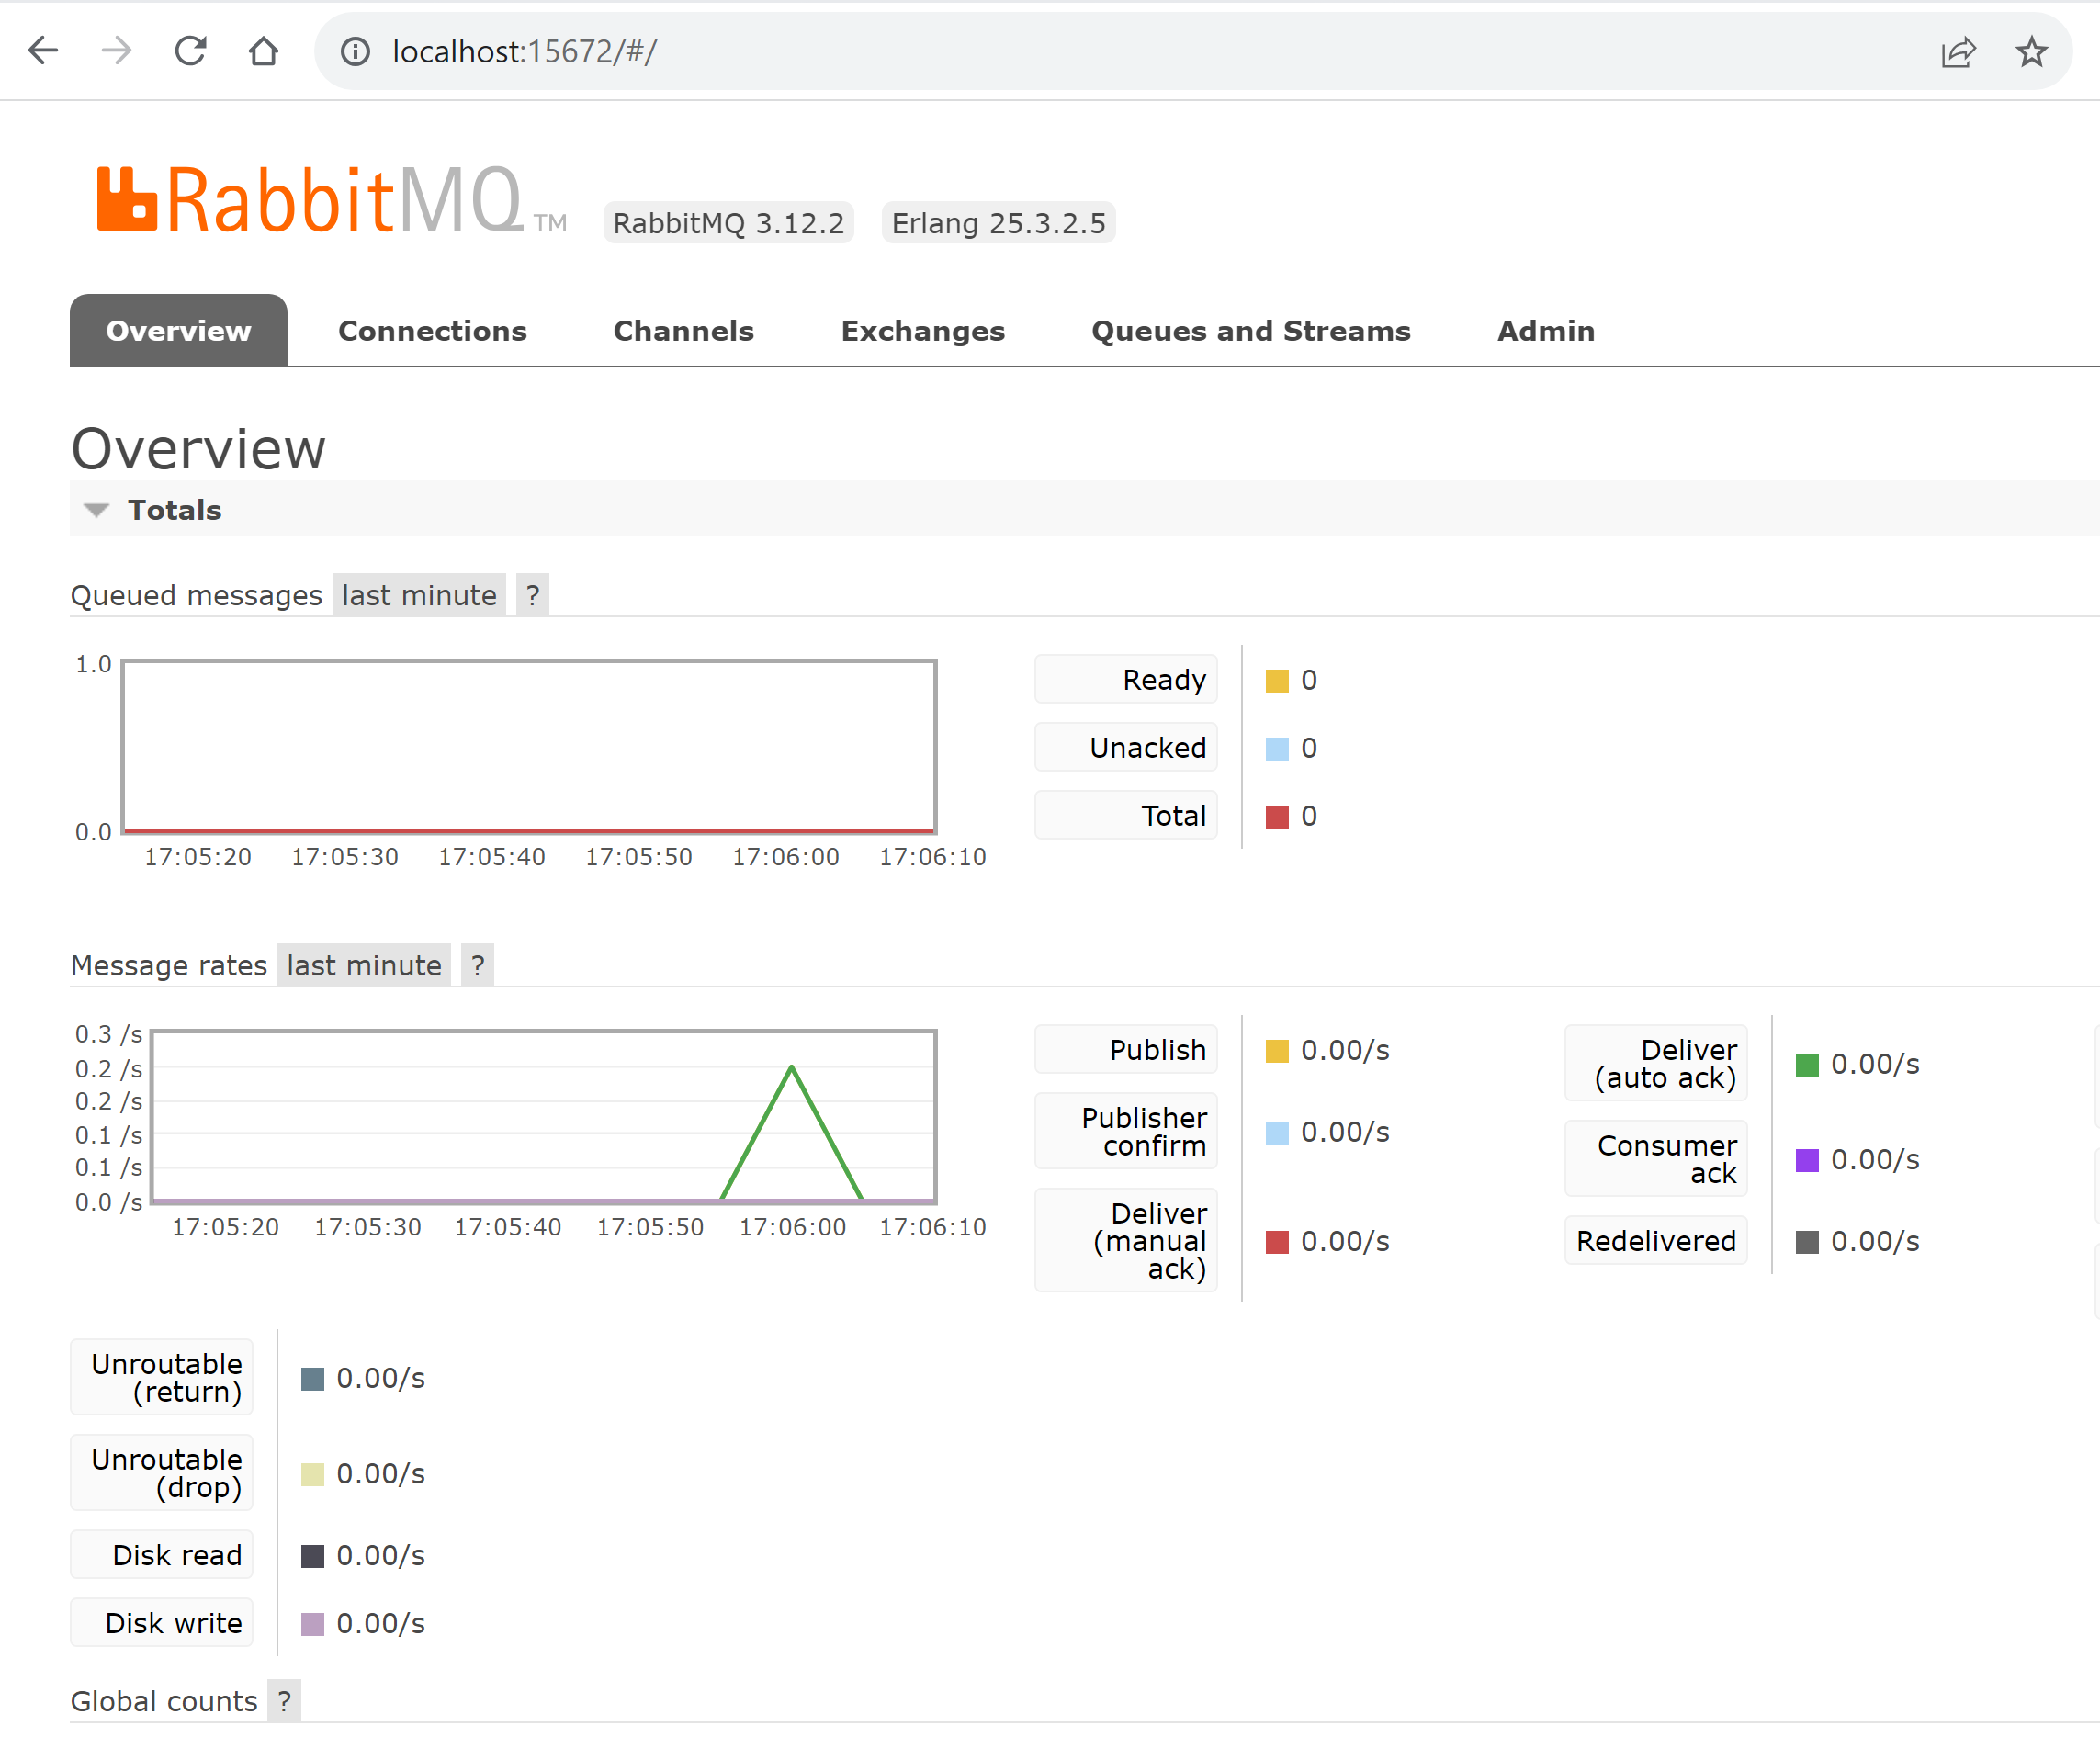 localhost:15672/#/
RabbitMQ TM RabbitMQ 3.12.2 Erlang 25.3.2.5
Overview Connections Channels Exchanges Queues and Streams Admin
Overview
Totals
Queued messages last minute ?
1.0
0.0
17:05:20 17:05:30 17:05:40 17:05:50 17:06:00 17:06:10
Ready 0
Unacked 0
Total 0
Message rates last minute ?
0.3 /s
0.2 /s
0.2 /s
0.1 /s
0.1 /s
0.0 /s
17:05:20 17:05:30 17:05:40 17:05:50 17:06:00 17:06:10
Publish 0.00/s
Publisher
confirm 0.00/s
Deliver
(manual
ack) 0.00/s
Deliver
(auto ack) 0.00/s
Consumer
ack 0.00/s
Redelivered 0.00/s
Unroutable
(return) 0.00/s
Unroutable
(drop) 0.00/s
Disk read 0.00/s
Disk write 0.00/s
Global counts ?